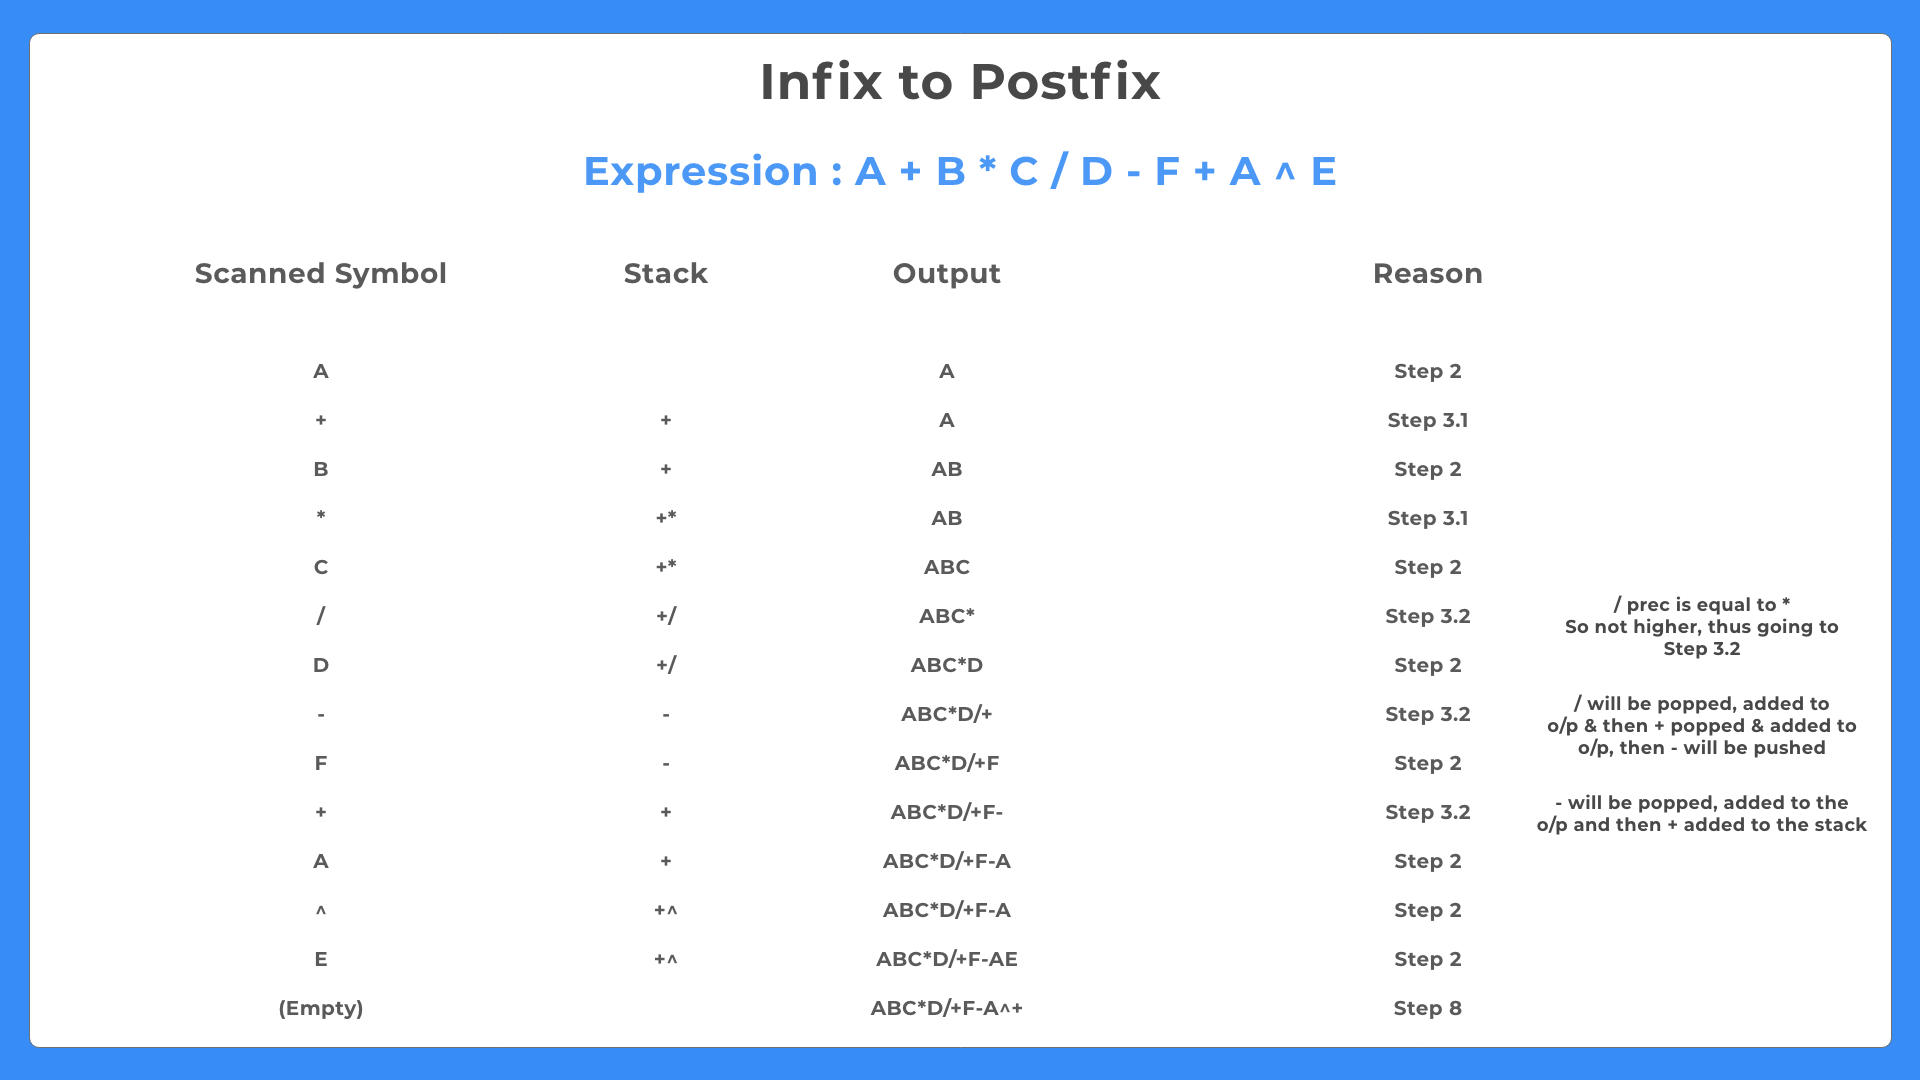 Infix to Postfix
Expression : A + B * C / D - F + A ^ E
Scanned Symbol Stack Output Reason
A A Step 2
+ + A Step 3.1
B + AB Step 2
* +* AB Step 3.1
C +* ABC Step 2
/ +/ ABC* Step 3.2
/ prec is equal to *
So not higher, thus going to
Step 3.2
D +/ ABC*D Step 2
- - ABC*D/+ Step 3.2
/ will be popped, added to
o/p & then + popped & added to
o/p, then - will be pushed
F - ABC*D/+F Step 2
+ + ABC*D/+F- Step 3.2
- will be popped, added to the
o/p and then + added to the stack
A + ABC*D/+F-A Step 2
^ +^ ABC*D/+F-A Step 2
E +^ ABC*D/+F-AE Step 2
(Empty) ABC*D/+F-A^+ Step 8